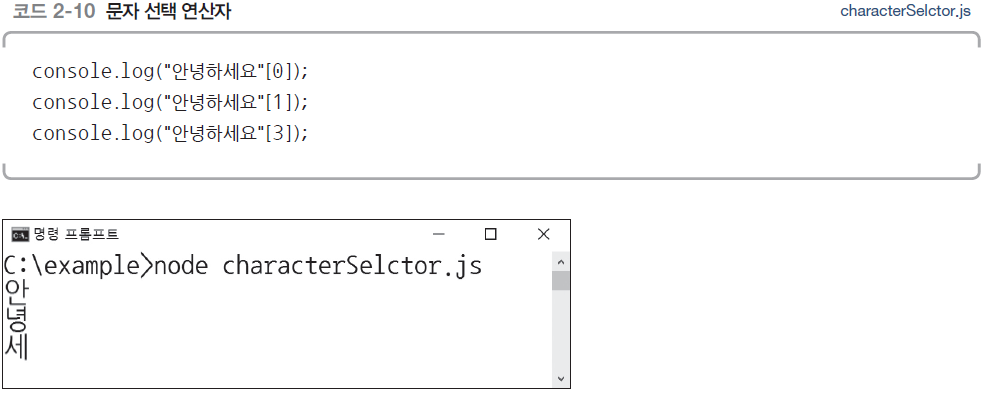 코드 2-10 문자 선택 연산자
characterSelctor.js
console.log("안녕하세요"[0]);
console.log("안녕하세요"[1]);
console.log("안녕하세요"[3]);
명령 프롬프트
C:\example>node characterSelctor.js
안
녕
세